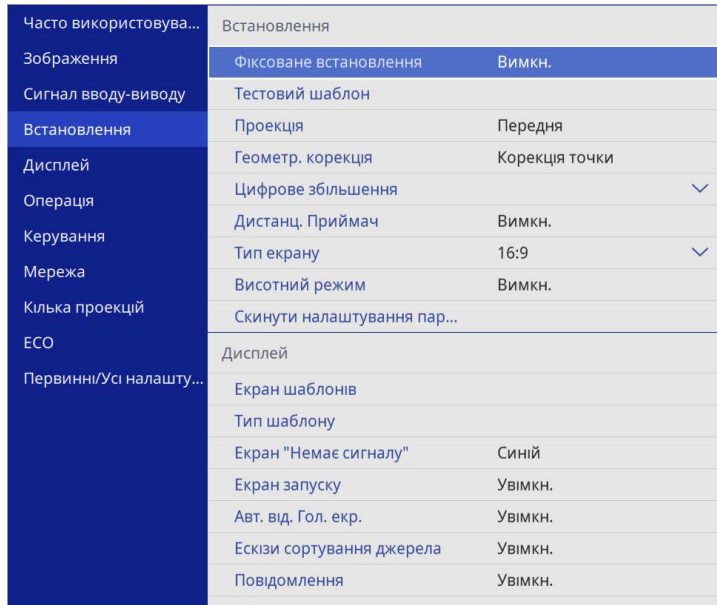 Часто використовува...
Зображення
Сигнал вводу-виводу
Встановлення
Дисплей
Операція
Керування
Мережа
Кілька проекцій
ECO
Первинні/Усі налашту...
Встановлення
Фіксоване встановлення Вимкн.
Тестовий шаблон
Проекція Передня
Геометр. корекція Корекція точки
Цифрове збільшення
Дистанц. Приймач Вимкн.
Тип екрану 16:9
Висотний режим Вимкн.
Скинути налаштування пар...
Дисплей
Екран шаблонів
Тип шаблону
Екран "Немає сигналу" Синій
Екран запуску Увімкн.
Авт. від. Гол. екр. Увімкн.
Ескізи сортування джерела Увімкн.
Повідомлення Увімкн.